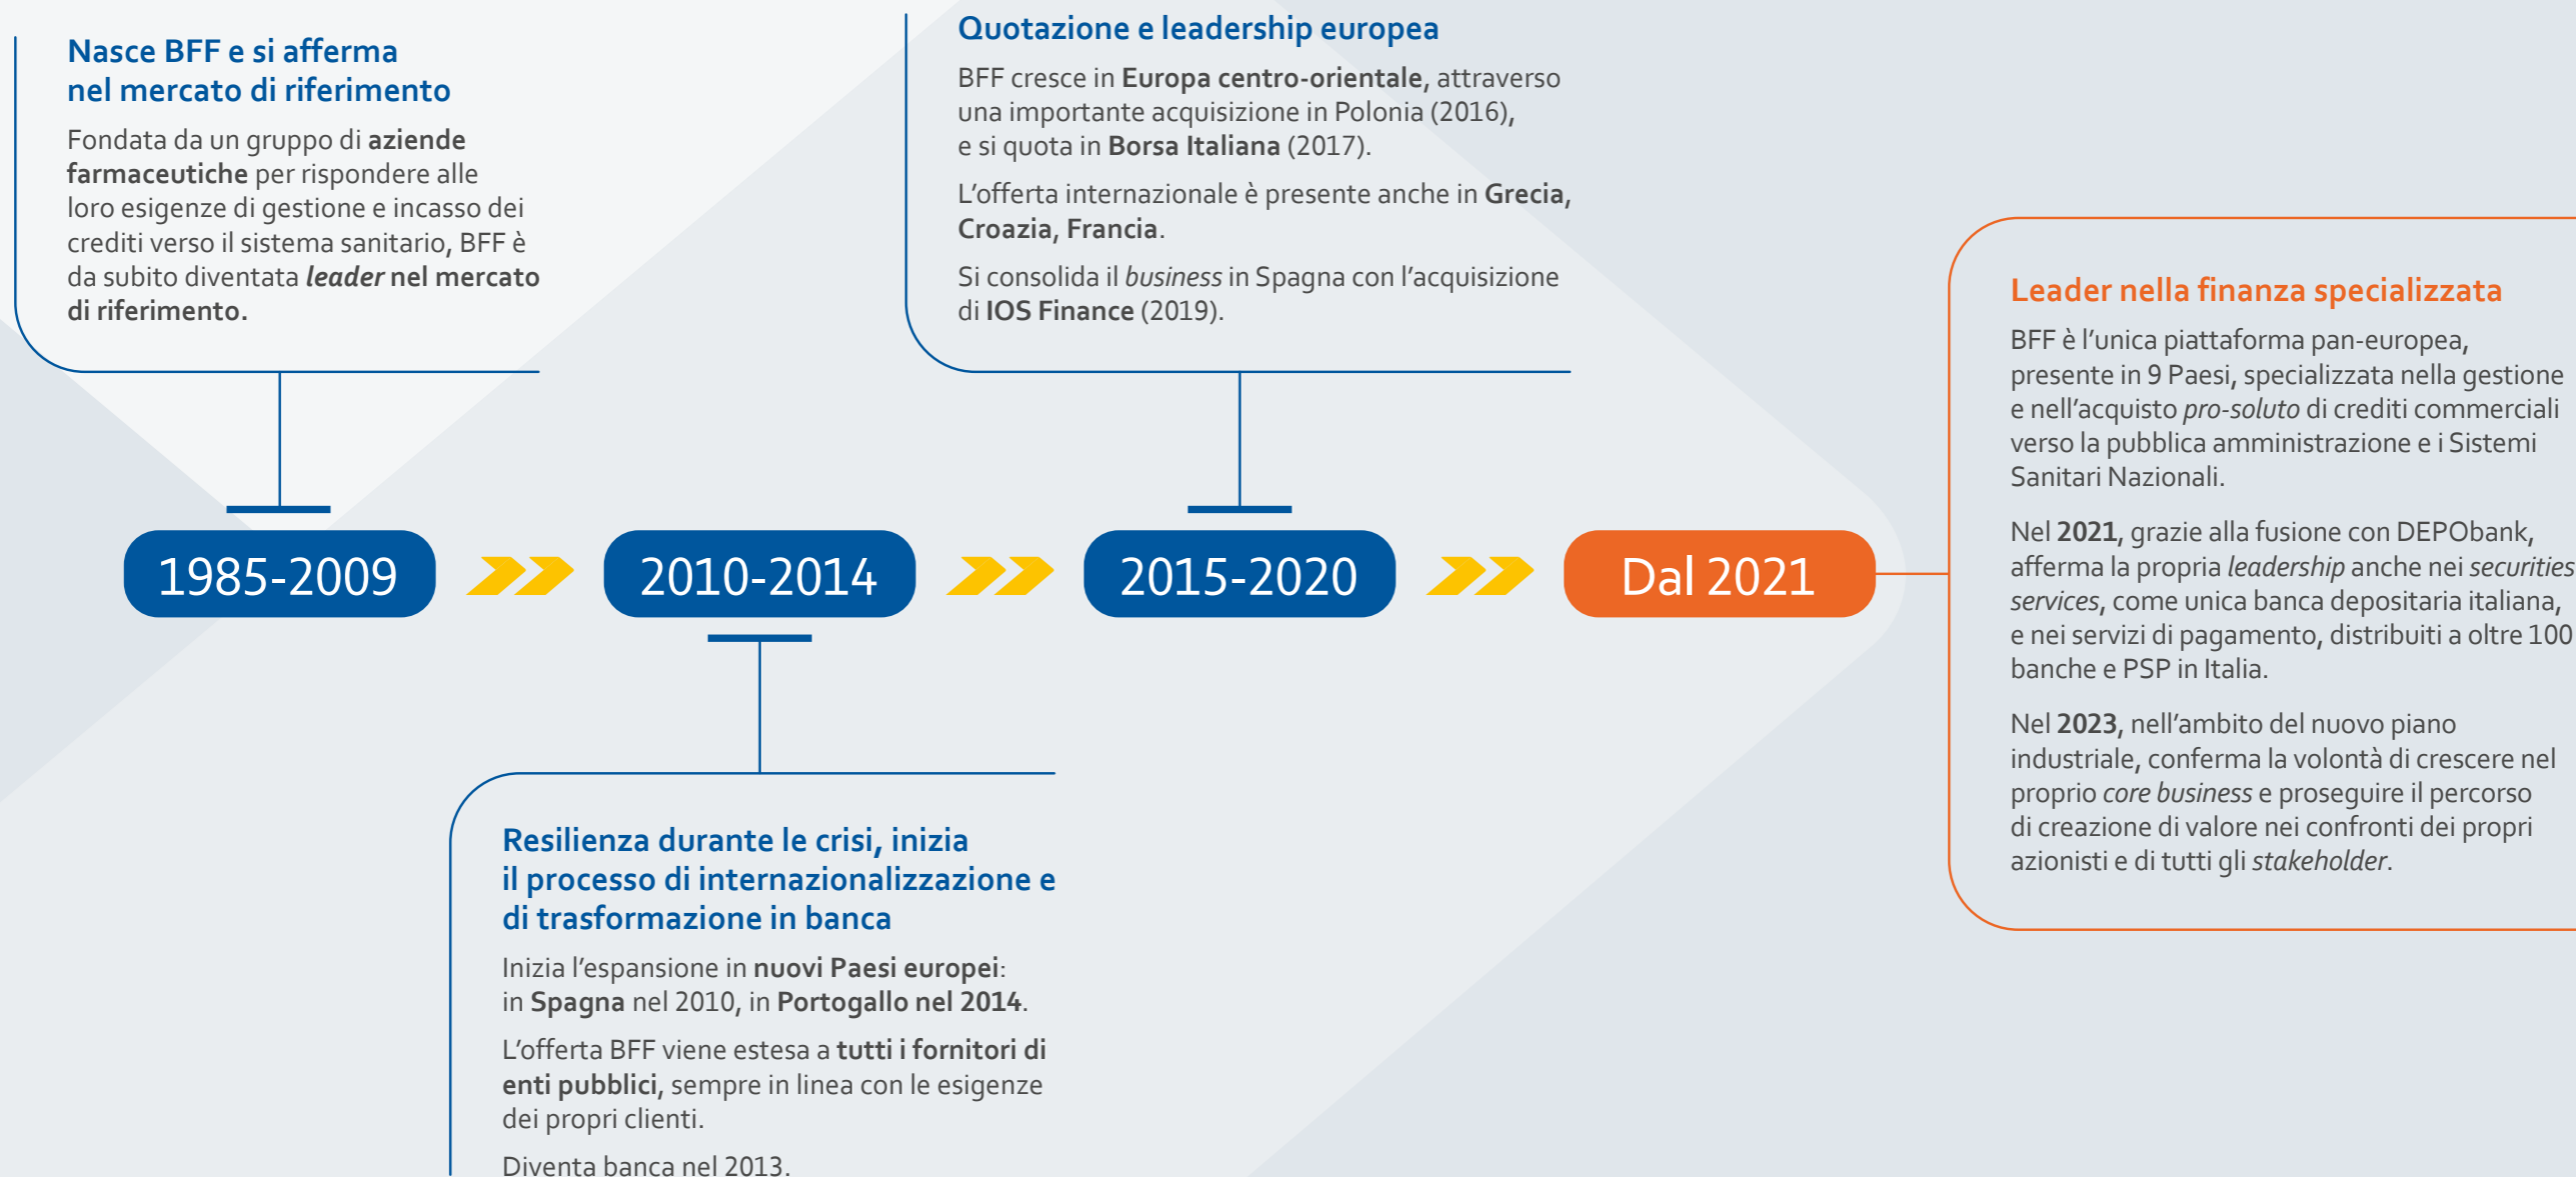 Nasce BFF e si afferma
nel mercato di riferimento
Fondata da un gruppo di aziende
farmaceutiche per rispondere alle
loro esigenze di gestione e incasso dei
crediti verso il sistema sanitario, BFF è
da subito diventata leader nel mercato
di riferimento.
Quotazione e leadership europea
BFF cresce in Europa centro-orientale, attraverso
una importante acquisizione in Polonia (2016),
e si quota in Borsa Italiana (2017).
L'offerta internazionale è presente anche in Grecia,
Croazia, Francia.
Si consolida il business in Spagna con l'acquisizione
di IOS Finance (2019).
1985-2009
2010-2014
2015-2020
Dal 2021
Resilienza durante le crisi, inizia
il processo di internazionalizzazione e
di trasformazione in banca
Inizia l'espansione in nuovi Paesi europei:
in Spagna nel 2010, in Portogallo nel 2014.
L'offerta BFF viene estesa a tutti i fornitori di
enti pubblici, sempre in linea con le esigenze
dei propri clienti.
Diventa banca nel 2013.
Leader nella finanza specializzata
BFF è l'unica piattaforma pan-europea,
presente in 9 Paesi, specializzata nella gestione
e nell'acquisto pro-soluto di crediti commerciali
verso la pubblica amministrazione e i Sistemi
Sanitari Nazionali.
Nel 2021, grazie alla fusione con DEPObank,
afferma la propria leadership anche nei securities
services, come unica banca depositaria italiana,
e nei servizi di pagamento, distribuiti a oltre 100
banche e PSP in Italia.
Nel 2023, nell'ambito del nuovo piano
industriale, conferma la volontà di crescere nel
proprio core business e proseguire il percorso
di creazione di valore nei confronti dei propri
azionisti e di tutti gli stakeholder.